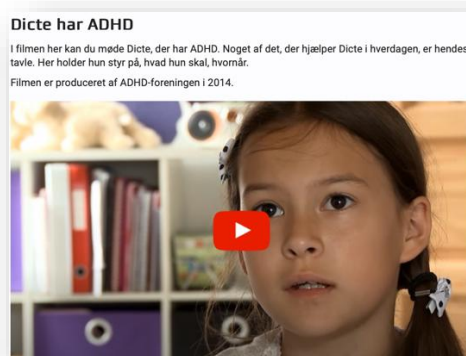 Dicte har ADHD
I filmen her kan du møde Dicte, der har ADHD. Noget af det, der hjælper Dicte i hverdagen, er hendes
tavle. Her holder hun styr på, hvad hun skal, hvornår.
Filmen er produceret af ADHD-foreningen i 2014.